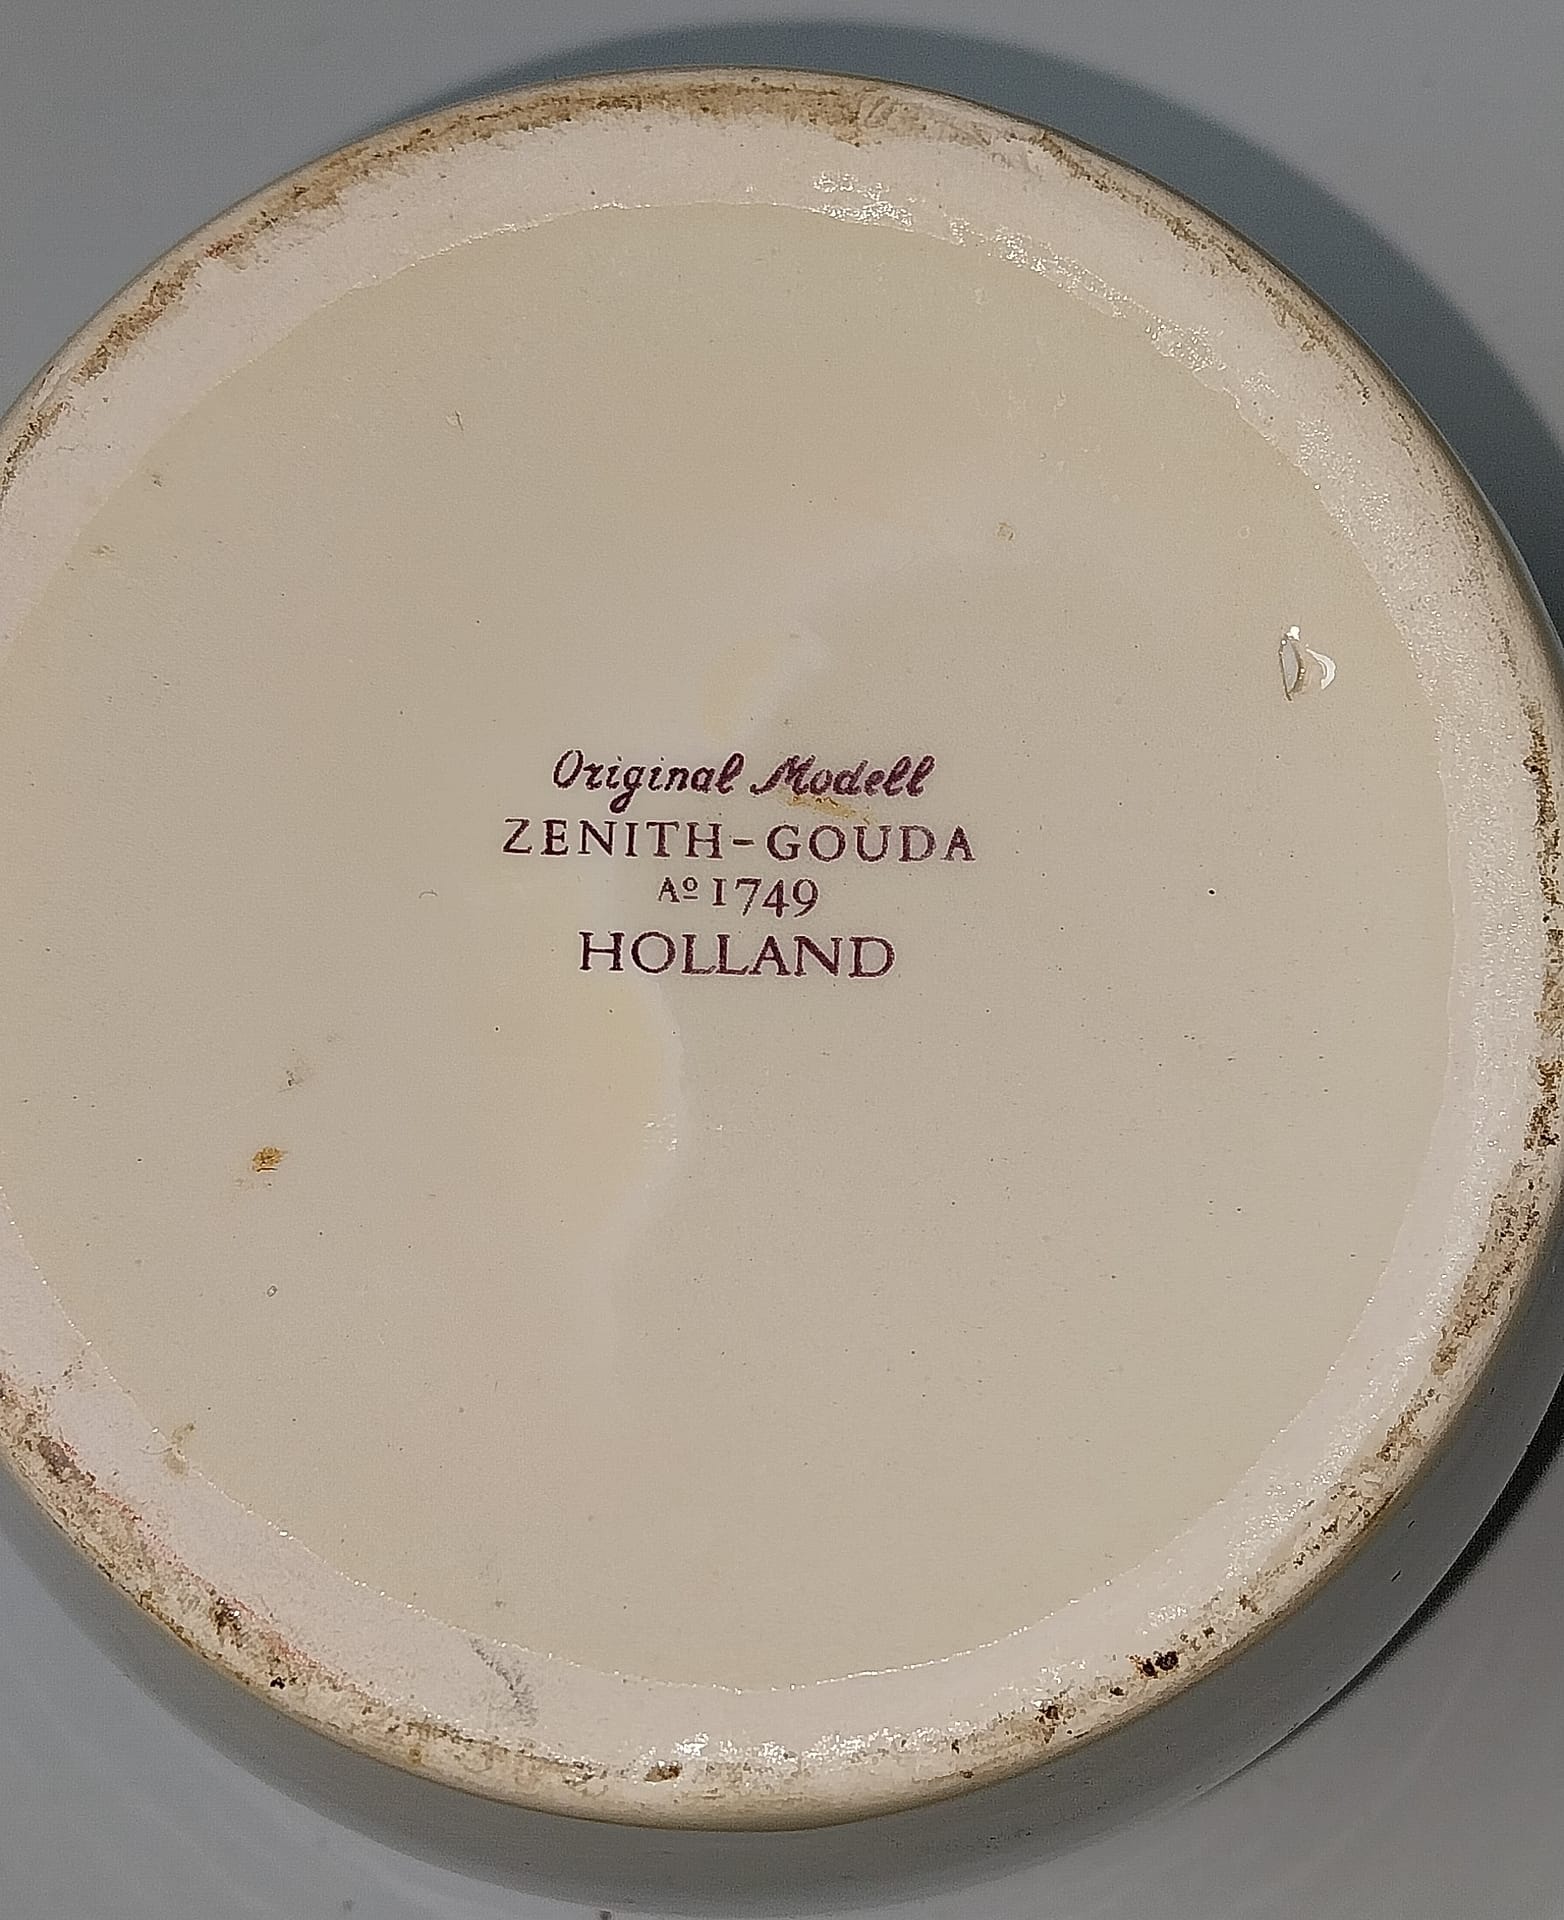 Original Modell
ZENITH-GOUDA
Aº 1749
HOLLAND